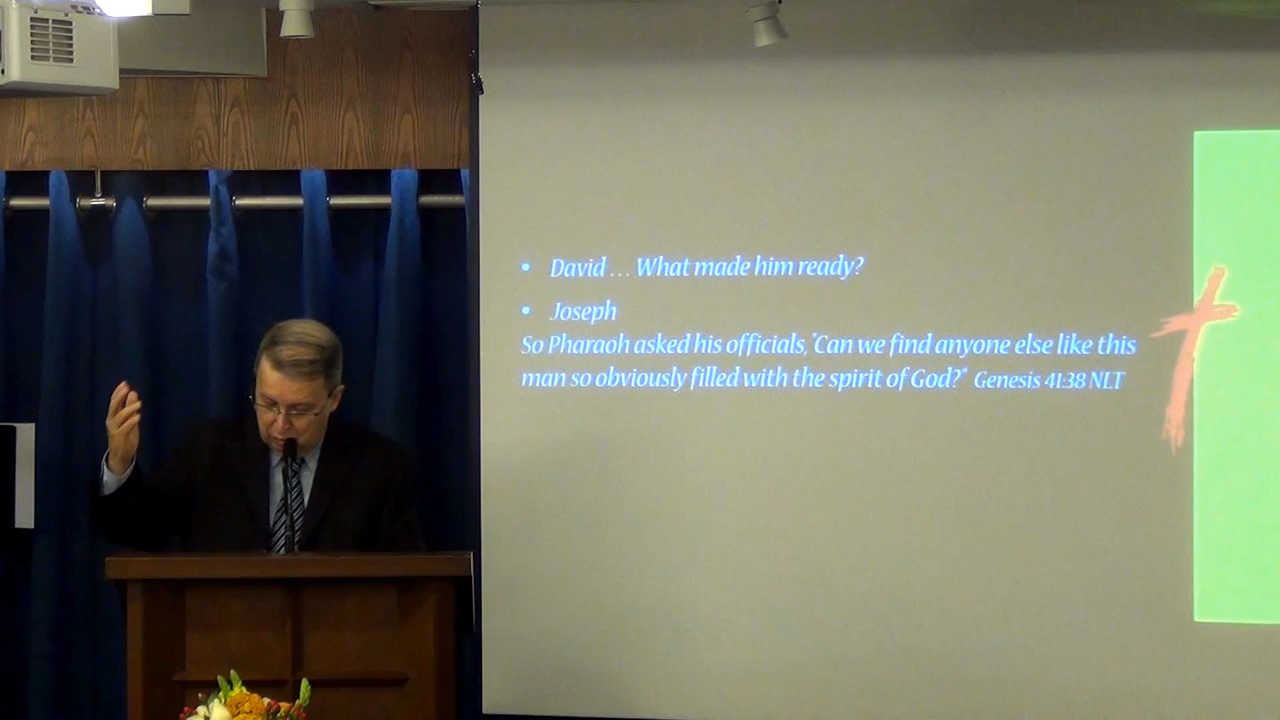 • David ... What made him ready?
• Joseph
So Pharaoh asked his officials, "Can we find anyone else like this
man so obviously filled with the spirit of God?" Genesis 41:38 NLT